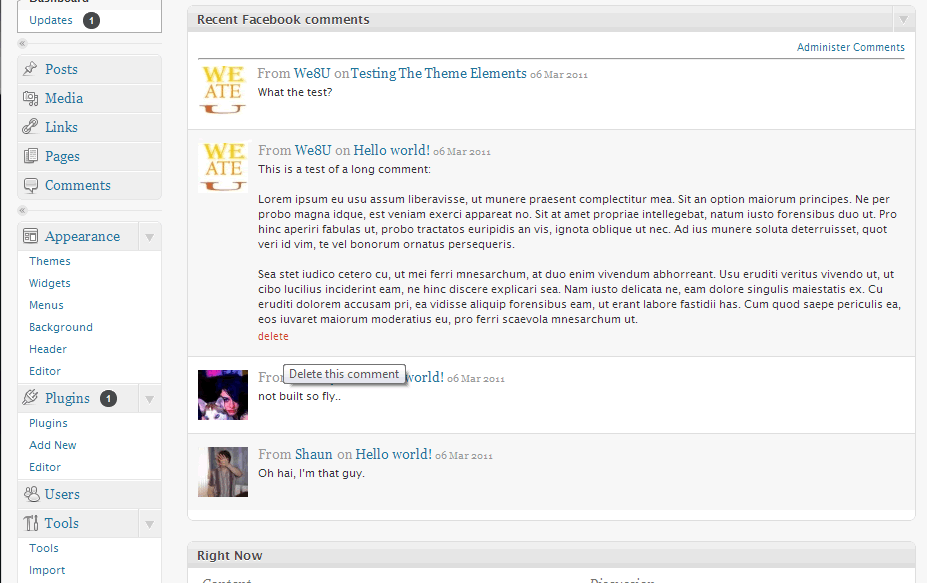 Dashboard
Updates 1
Posts
Media
Links
Pages
Comments
Appearance
Themes
Widgets
Menus
Background
Header
Editor
Plugins 1
Plugins
Add New
Editor
Users
Tools
Tools
Import
Recent Facebook comments
Administer Comments
WE
ATE
From We8U on Testing The Theme Elements 06 Mar 2011
What the test?
WE
ATE
From We8U on Hello world! 06 Mar 2011
This is a test of a long comment:
Lorem ipsum eu usu assum liberavisse, ut munere praesent complectitur mea. Sit an option maiorum principes. Ne per
probo magna idque, est veniam exerci appareat no. Sit at amet propriae intellegebat, natum iusto forensibus duo ut. Pro
hinc aperiri fabulas ut, probo tractatos euripidis an vis, ignota oblique ut nec. Ad ius munere soluta deterruisset, quot
veri id vim, te vel bonorum ornatus persequeris.
Sea stet iudico cetero cu, ut mei ferri mnesarchum, at duo enim vivendum abhorreant. Usu eruditi veritus vivendo ut, ut
cibo lucilius inciderint eam, ne hinc discere explicari sea. Nam iusto delicata ne, eam dolore singulis maiestatis ex. Cu
eruditi dolorem accusam pri, ea vidisse aliquip forensibus eam, ut erant labore fastidii has. Cum quod saepe periculis ea,
eos iuvaret maiorum moderatius eu, pro ferri scaevola mnesarchum ut.
delete
Delete this comment
world! 06 Mar 2011
not built so fly..
From Shaun on Hello world! 06 Mar 2011
Oh hai, I'm that guy.
Right Now
Content Discussion